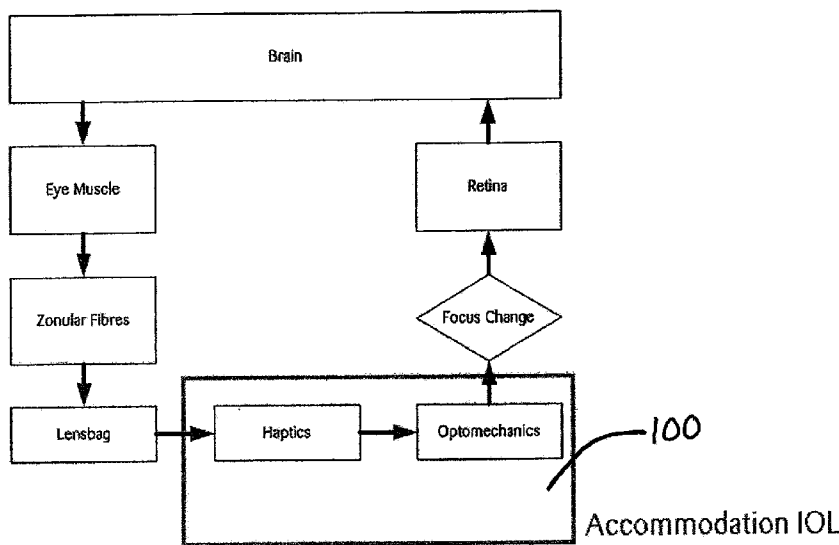 Brain
Eye Muscle
Retina
Zonular Fibres
Focus Change
Lensbag
Haptics
Optomechanics
100
Accommodation IOL